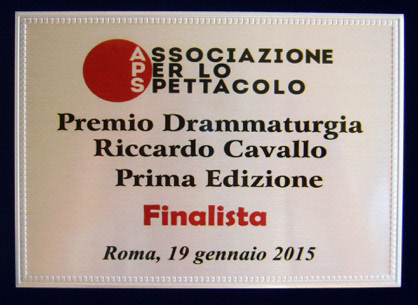 ASSOCIAZIONE
PER LO
SPETTACOLO
Premio Drammaturgia
Riccardo Cavallo
Prima Edizione
Finalista
Roma, 19 gennaio 2015